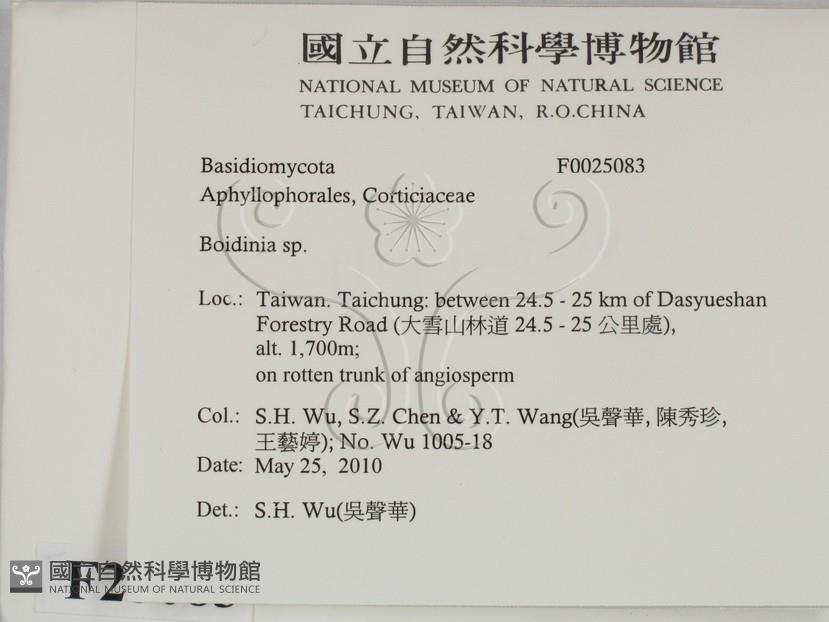 國立自然科學博物館
NATIONAL MUSEUM OF NATURAL SCIENCE
TAICHUNG, TAIWAN, R.O.CHINA
Basidiomycota F0025083
Aphyllophorales, Corticiaceae
Boidinia sp.
Loc.: Taiwan. Taichung: between 24.5 - 25 km of Dasyueshan
Forestry Road (大雪山林道 24.5 - 25 公里處),
alt. 1,700m;
on rotten trunk of angiosperm
Col.: S.H. Wu, S.Z. Chen & Y.T. Wang(吳聲華, 陳秀珍,
王藝婷); No. Wu 1005-18
Date: May 25, 2010
Det.: S.H. Wu(吳聲華)
國立自然科學博物館
NATIONAL MUSEUM OF NATURAL SCIENCE